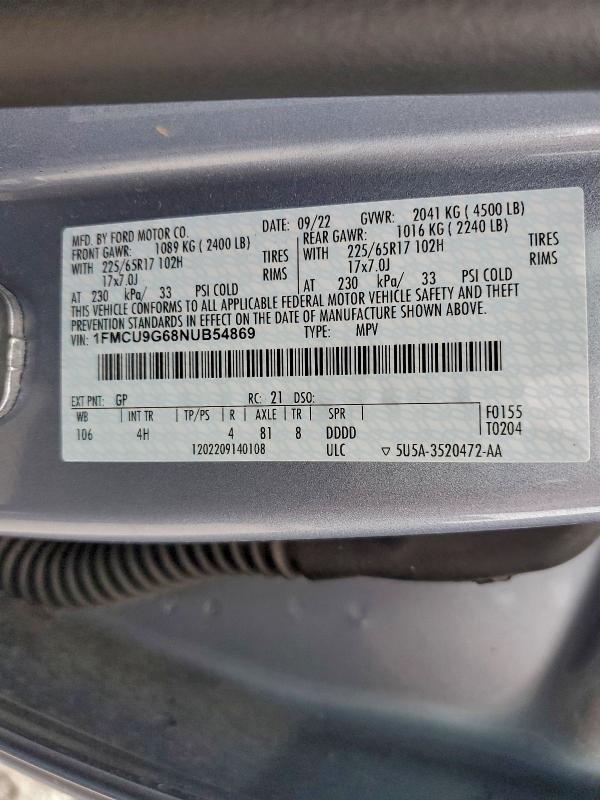 MFD. BY FORD MOTOR CO. DATE: 09/22 GVWR: 2041 KG ( 4500 LB)
FRONT GAWR: 1089 KG ( 2400 LB) REAR GAWR: 1016 KG ( 2240 LB)
WITH 225/65R17 102H TIRES WITH 225/65R17 102H TIRES
17x7.0J RIMS 17x7.0J RIMS
AT 230 kPa/ 33 PSI COLD AT 230 kPa/ 33 PSI COLD
THIS VEHICLE CONFORMS TO ALL APPLICABLE FEDERAL MOTOR VEHICLE SAFETY AND THEFT
PREVENTION STANDARDS IN EFFECT ON THE DATE OF MANUFACTURE SHOWN ABOVE.
VIN: 1FMCU9G68NUB54869 TYPE: MPV
EXT PNT: GP RC: 21 DSO:
WB INT TR TP/PS R AXLE TR SPR F0155
106 4H 4 81 8 DDDD T0204
1202209140108 ULC ▽ 5U5A-3520472-AA